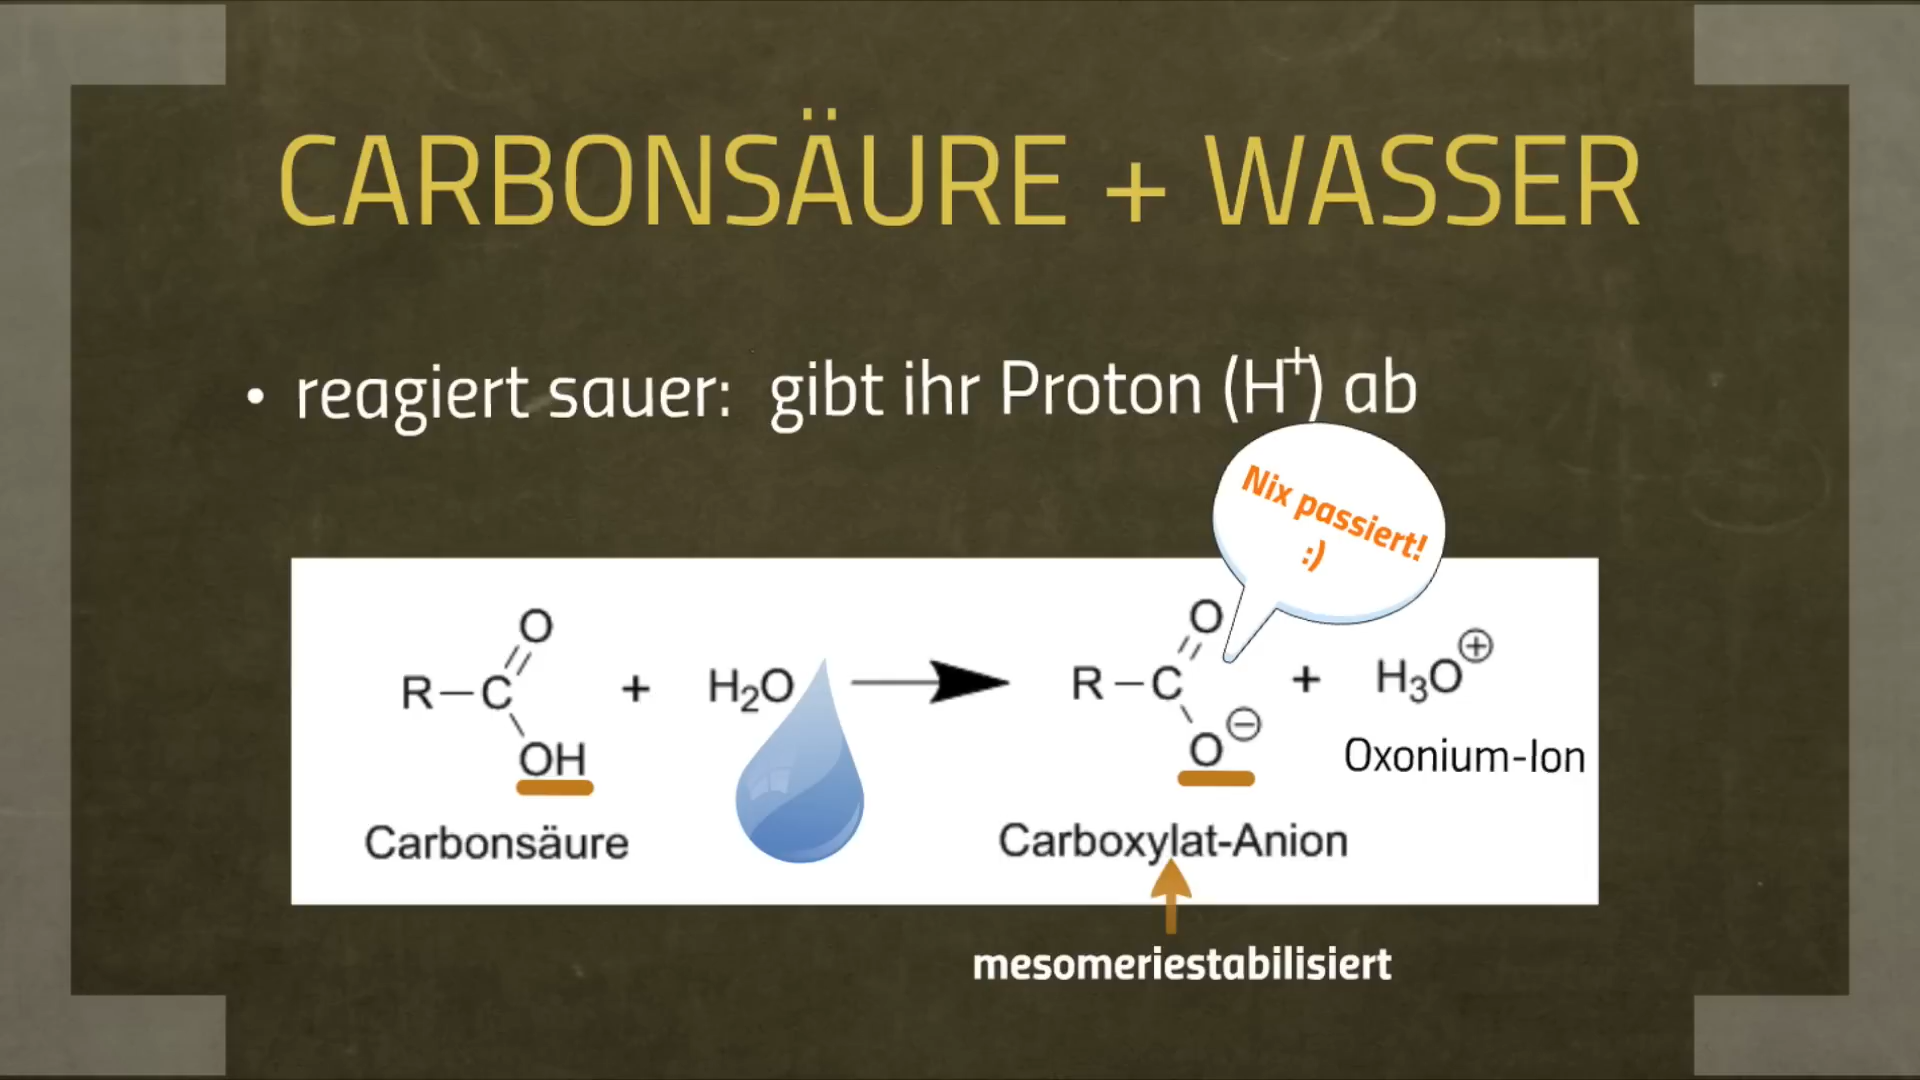 CARBONSÄURE + WASSER
• reagiert sauer: gibt ihr Proton (H⁺) ab
Nix passiert!
:)
O
R–C
OH
+
H₂O
O
R–C
O⊖
+
H₃O⊕
Oxonium-Ion
Carbonsäure
Carboxylat-Anion
mesomeriestabilisiert